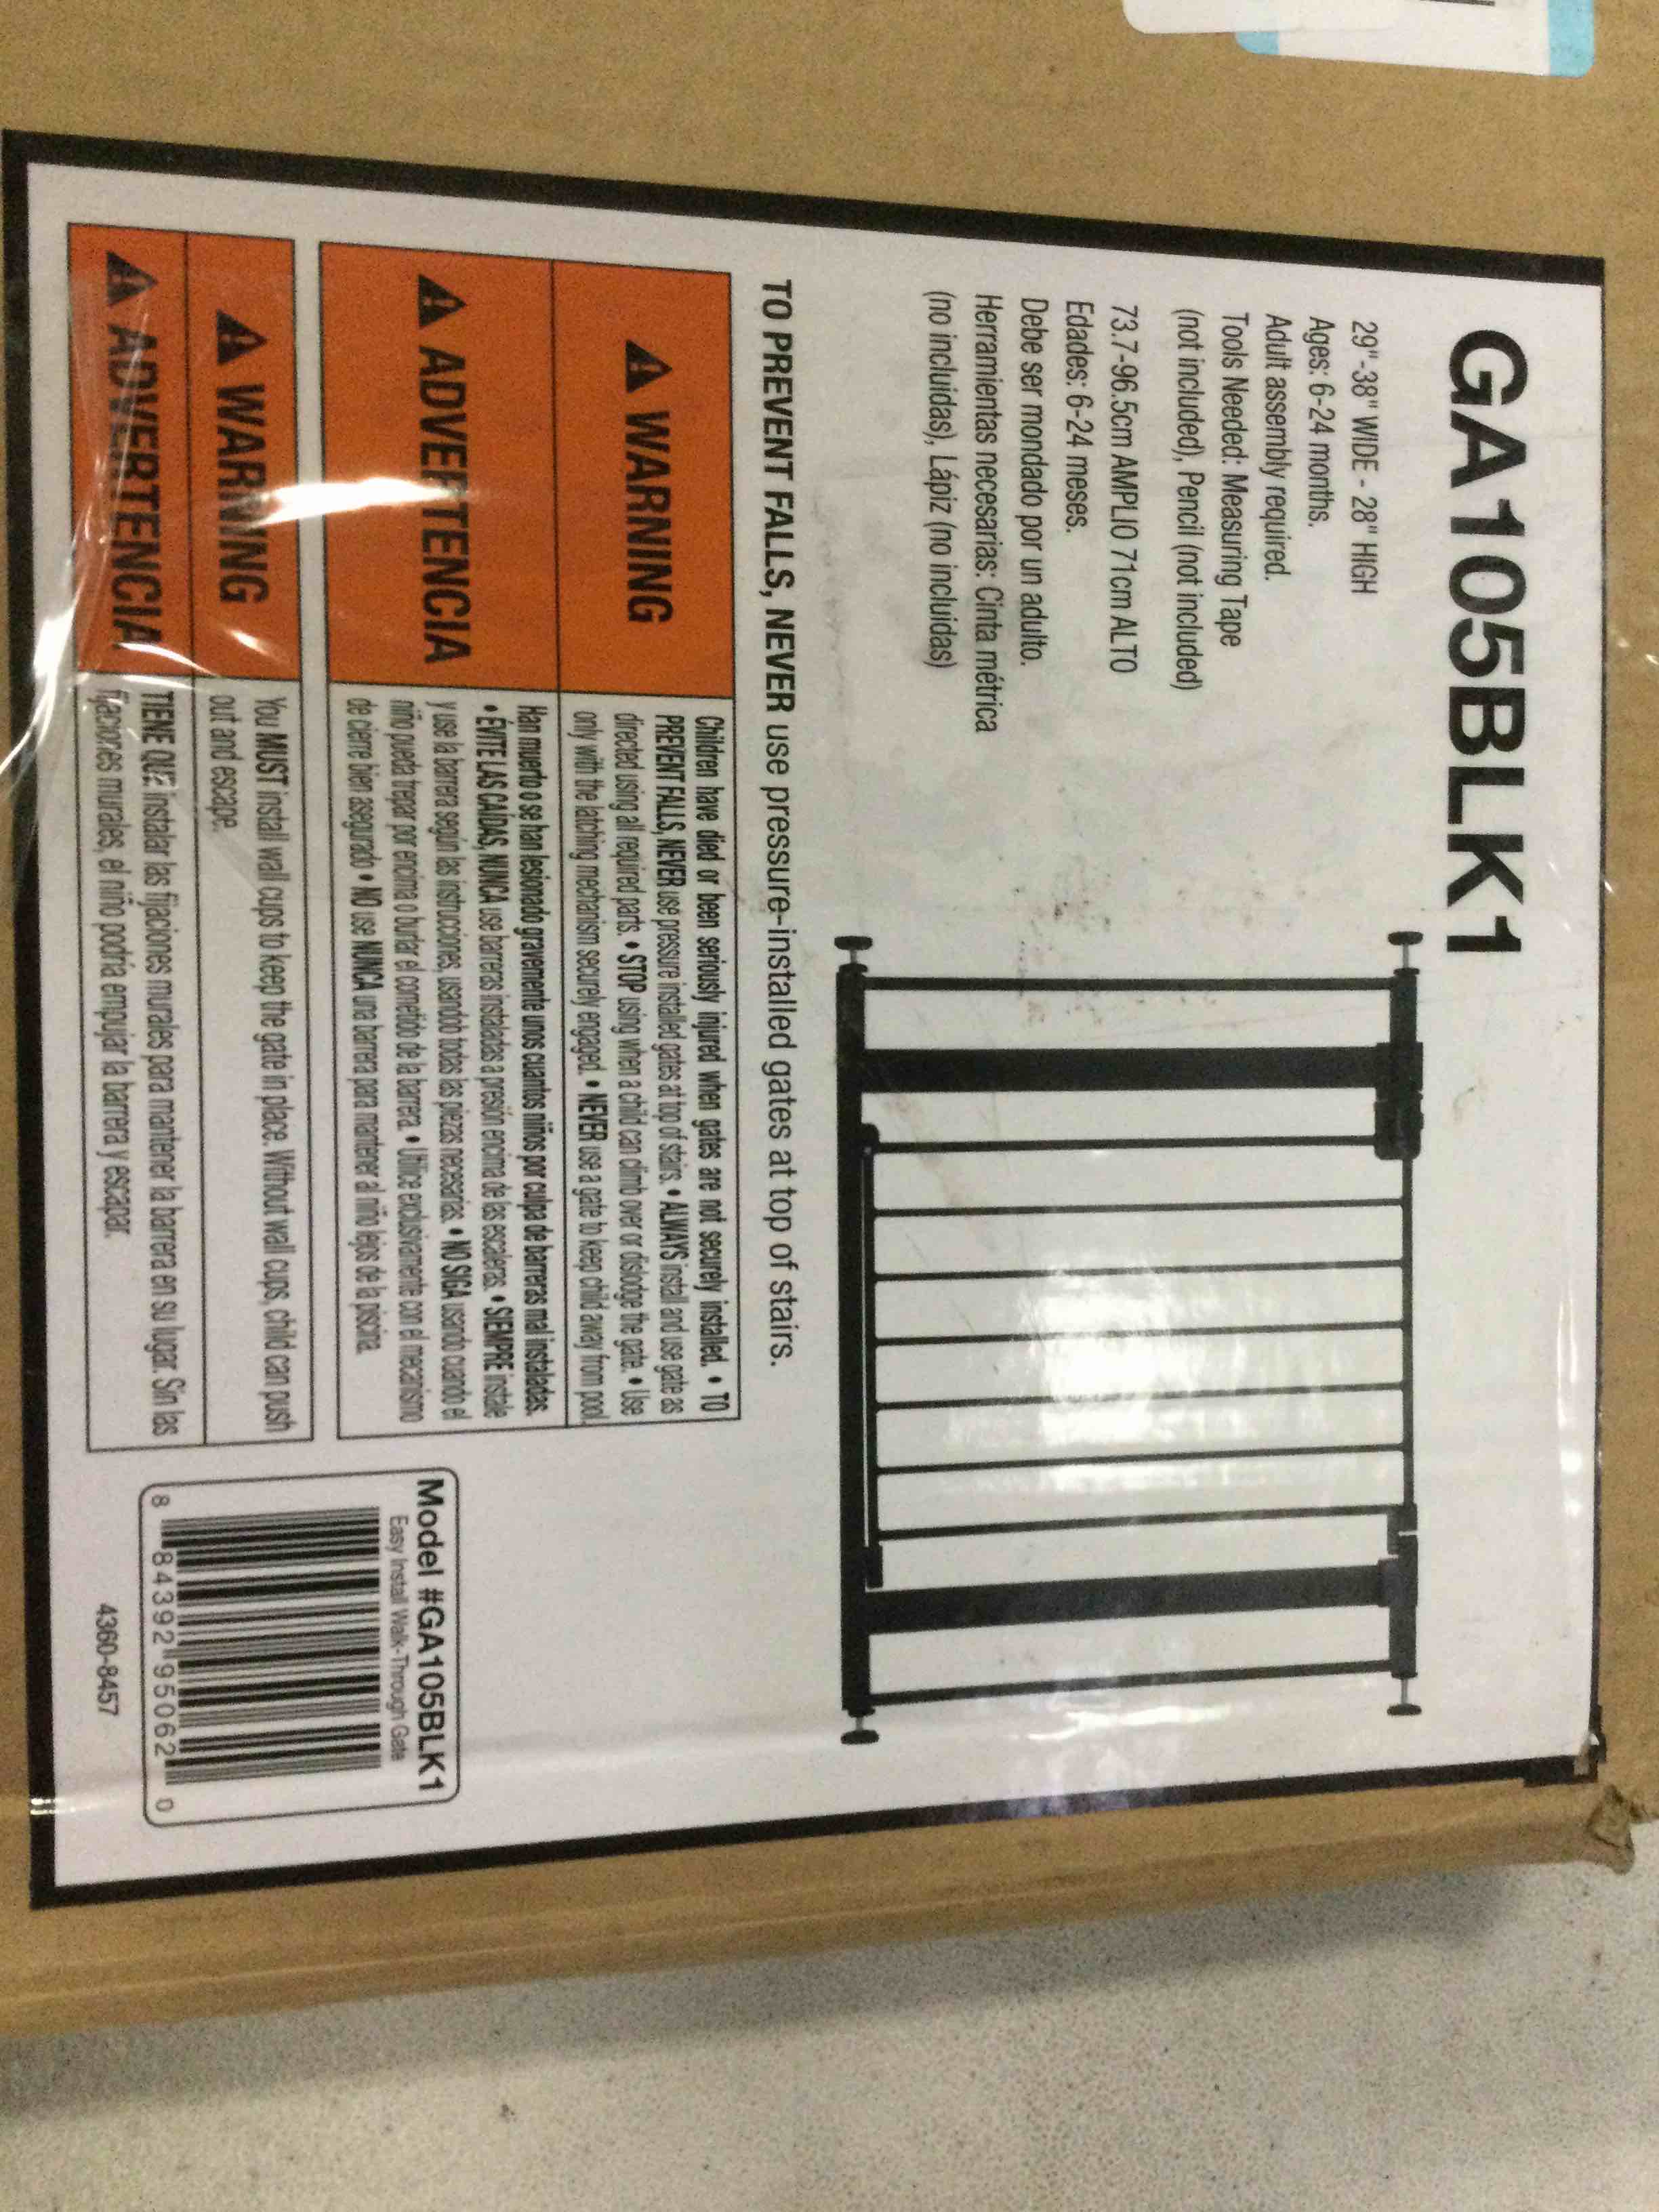 GA105BLK1
29"-38" WIDE - 28" HIGH
Ages: 6-24 months.
Adult assembly required.
Tools Needed: Measuring Tape
(not included), Pencil (not included)
73.7-96.5cm AMPLIO 71cm ALTO
Edades: 6-24 meses.
Debe ser mondado por un adulto.
Herramientas necesarias: Cinta métrica
(no incluidas), Lápiz (no incluidas)
TO PREVENT FALLS, NEVER use pressure-installed gates at top of stairs.
WARNING
Children have died or been seriously injured when gates are not securely installed. • TO
PREVENT FALLS, NEVER use pressure installed gates at top of stairs. • ALWAYS install and use gate as
directed using all required parts. • STOP using when a child can climb over or dislodge the gate. • Use
only with the latching mechanism securely engaged. • NEVER use a gate to keep child away from pool.
ADVERTENCIA
Han muerto o se han lesionado gravemente unos cuantos niños por culpa de barreras mal instaladas.
• ÉVITE LAS CAÍDAS, NUNCA use barreras instaladas a presión encima de las escaleras. • SIEMPRE instale
y use la barrera según las instrucciones, usando todas las piezas necesarias. • NO SIGA usando cuando el
niño pueda trepar por encima o burlar el cometido de la barrera. • Utilice exclusivamente con el mecanismo
de cierre bien asegurado • NO use NUNCA una barrera para mantener al niño lejos de la piscina.
WARNING
You MUST install wall cups to keep the gate in place. Without wall cups, child can push
out and escape.
ADVERTENCIA
TIENE QUE instalar las fijaciones murales para mantener la barrera en su lugar. Sin las
fijaciones murales, el niño podría empujar la barrera y escapar.
Model #GA105BLK1
Easy Install Walk-Through Gate
8 84392 95062 0
4360-8457